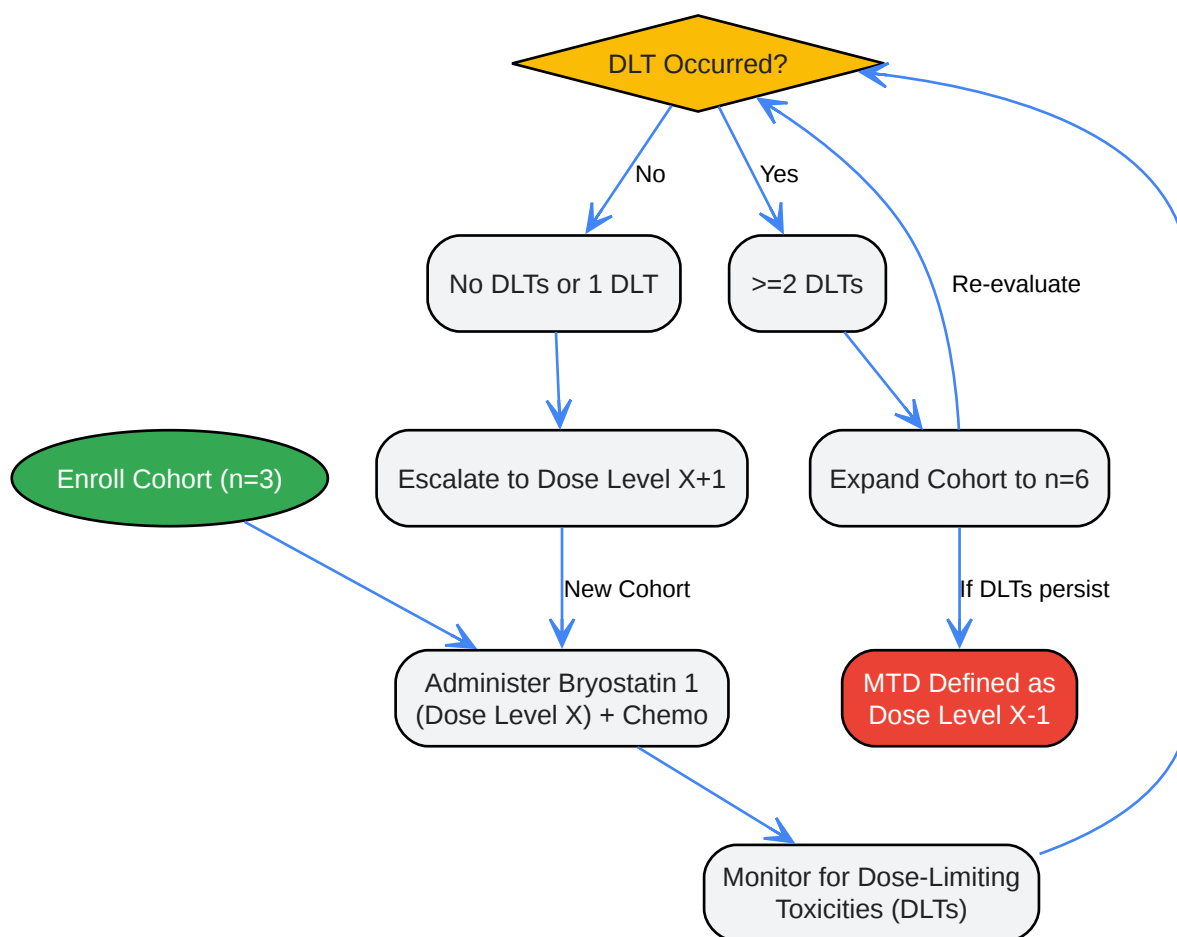 DLT Occurred?
No
Yes
No DLTs or 1 DLT
>=2 DLTs
Re-evaluate
Enroll Cohort (n=3)
Escalate to Dose Level X+1
Expand Cohort to n=6
New Cohort
If DLTs persist
Administer Bryostatin 1
(Dose Level X) + Chemo
MTD Defined as
Dose Level X-1
Monitor for Dose-Limiting
Toxicities (DLTs)